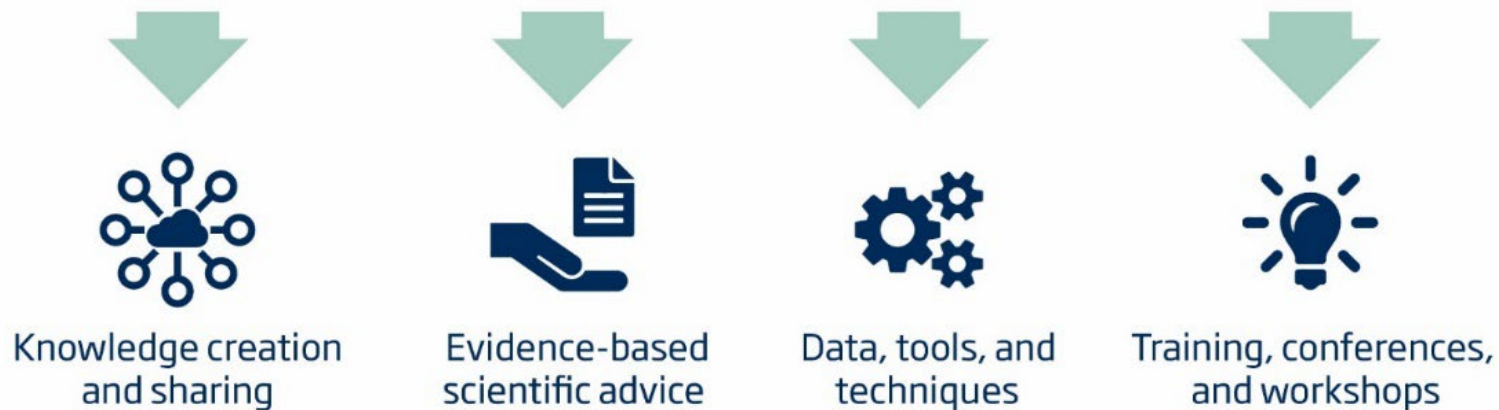 Knowledge creation
and sharing
Evidence-based
scientific advice
Data, tools, and
techniques
Training, conferences,
and workshops